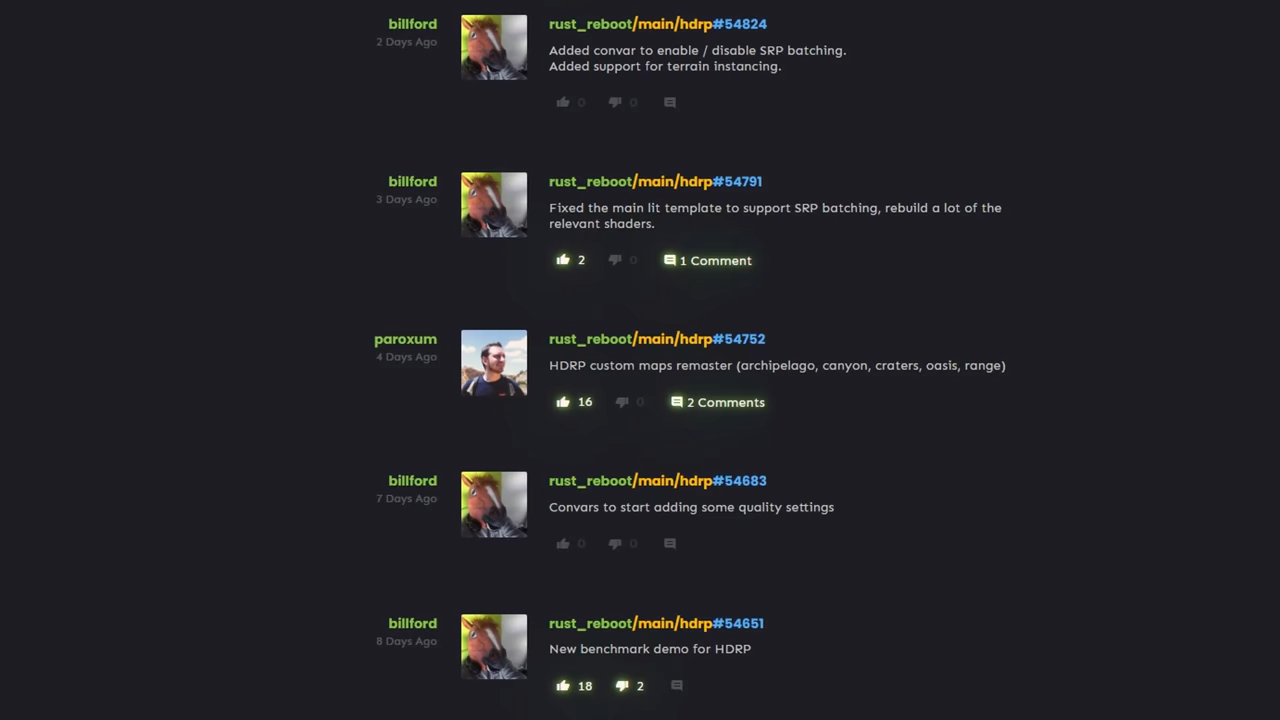 billford
2 Days Ago
rust_reboot/main/hdrp#54824
Added convar to enable / disable SRP batching.
Added support for terrain instancing.
0 0
billford
3 Days Ago
rust_reboot/main/hdrp#54791
Fixed the main lit template to support SRP batching, rebuild a lot of the
relevant shaders.
2 0 1 Comment
paroxum
4 Days Ago
rust_reboot/main/hdrp#54752
HDRP custom maps remaster (archipelago, canyon, craters, oasis, range)
16 0 2 Comments
billford
7 Days Ago
rust_reboot/main/hdrp#54683
Convars to start adding some quality settings
0 0
billford
8 Days Ago
rust_reboot/main/hdrp#54651
New benchmark demo for HDRP
18 2